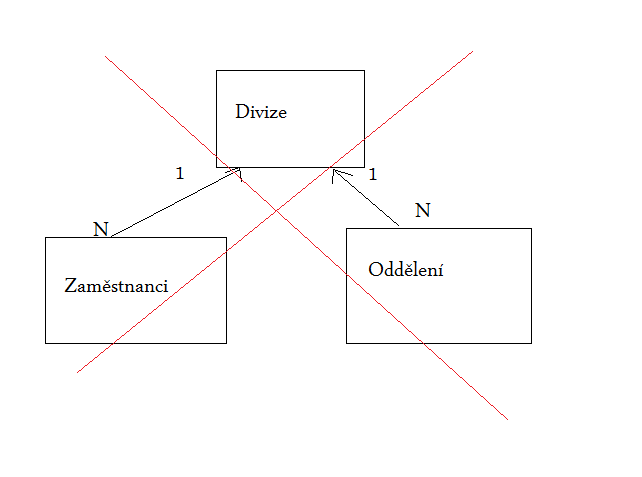 Divize
1
1
N
N
Zaměstnanci
Oddělení